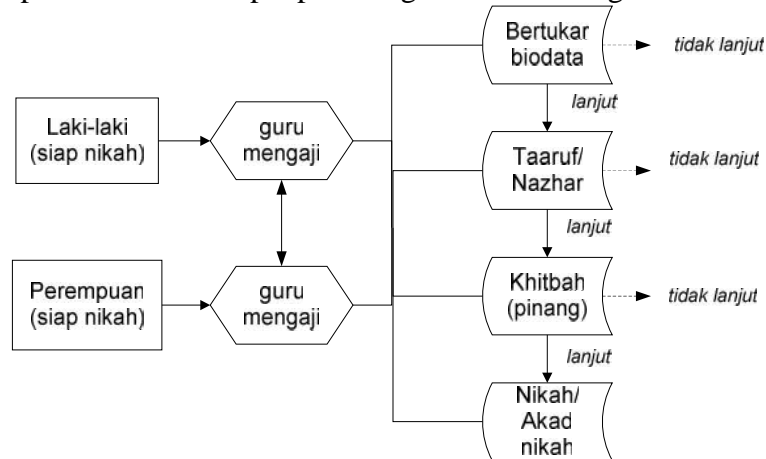 Bertukar
biodata
tidak lanjut
lanjut
Laki-laki
(siap nikah)
guru
mengaji
Taaruf/
Nazhar
tidak lanjut
lanjut
Perempuan
(siap nikah)
guru
mengaji
Khitbah
(pinang)
tidak lanjut
lanjut
Nikah/
Akad
nikah